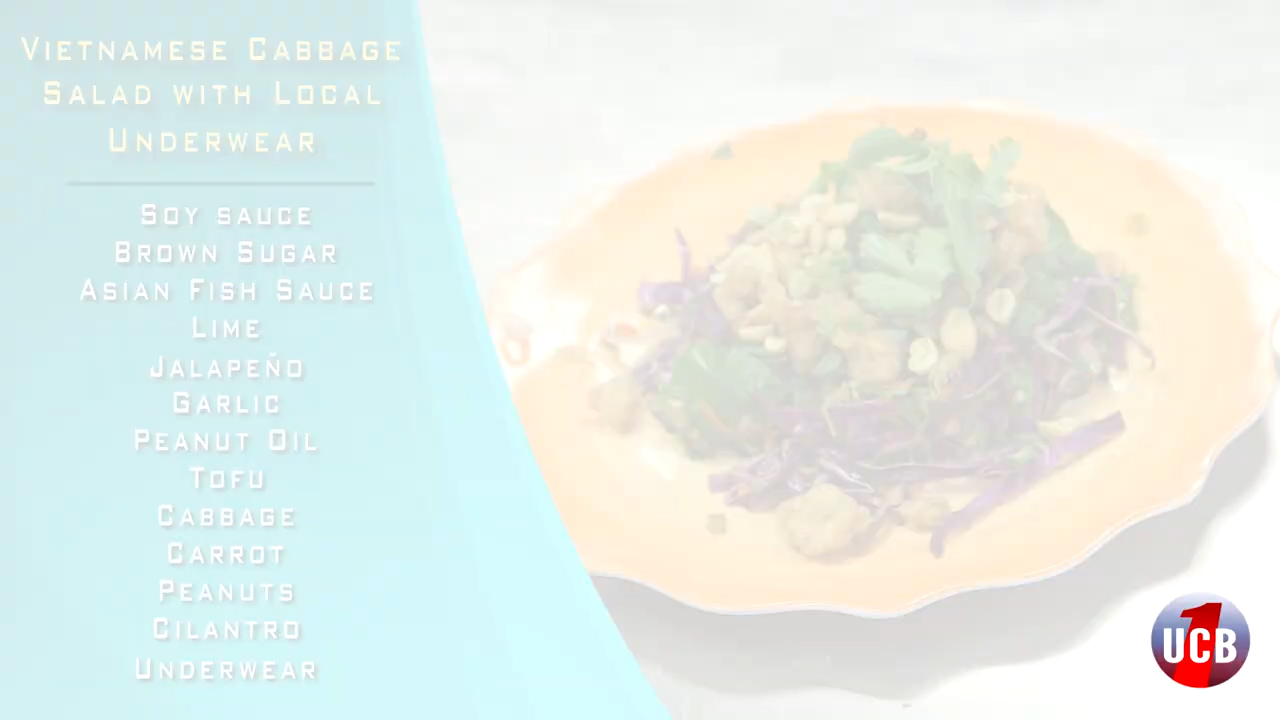 Vietnamese Cabbage
Salad with Local
Underwear
Soy sauce
Brown Sugar
Asian Fish Sauce
Lime
Jalapeño
Garlic
Peanut Oil
Tofu
Cabbage
Carrot
Peanuts
Cilantro
Underwear
1
UCB